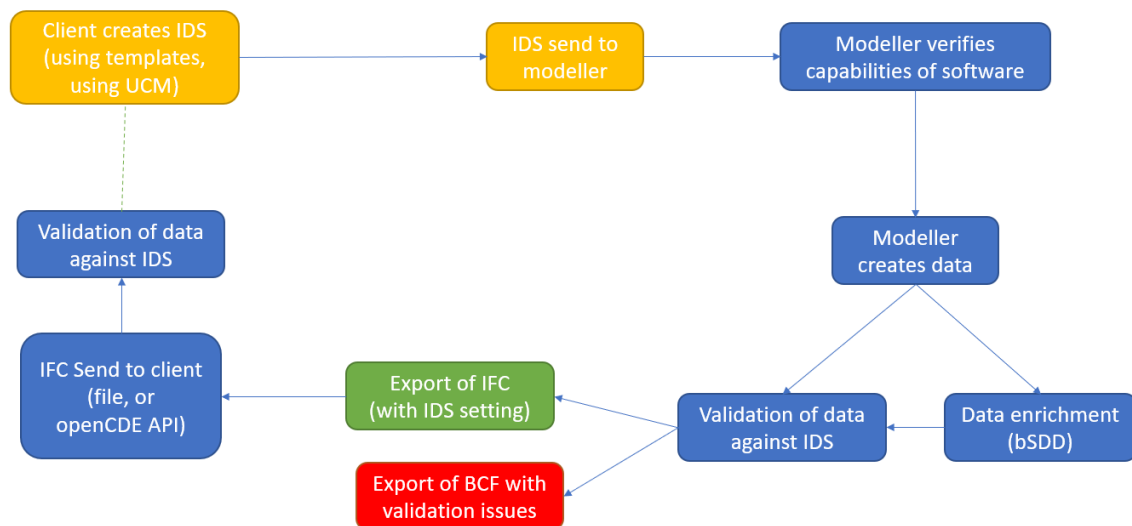 Client creates IDS
(using templates,
using UCM)
IDS send to
modeller
Modeller verifies
capabilities of software
Modeller
creates data
Data enrichment
(bSDD)
Validation of data
against IDS
Export of IFC
(with IDS setting)
Export of BCF with
validation issues
IFC Send to client
(file, or
openCDE API)
Validation of data
against IDS